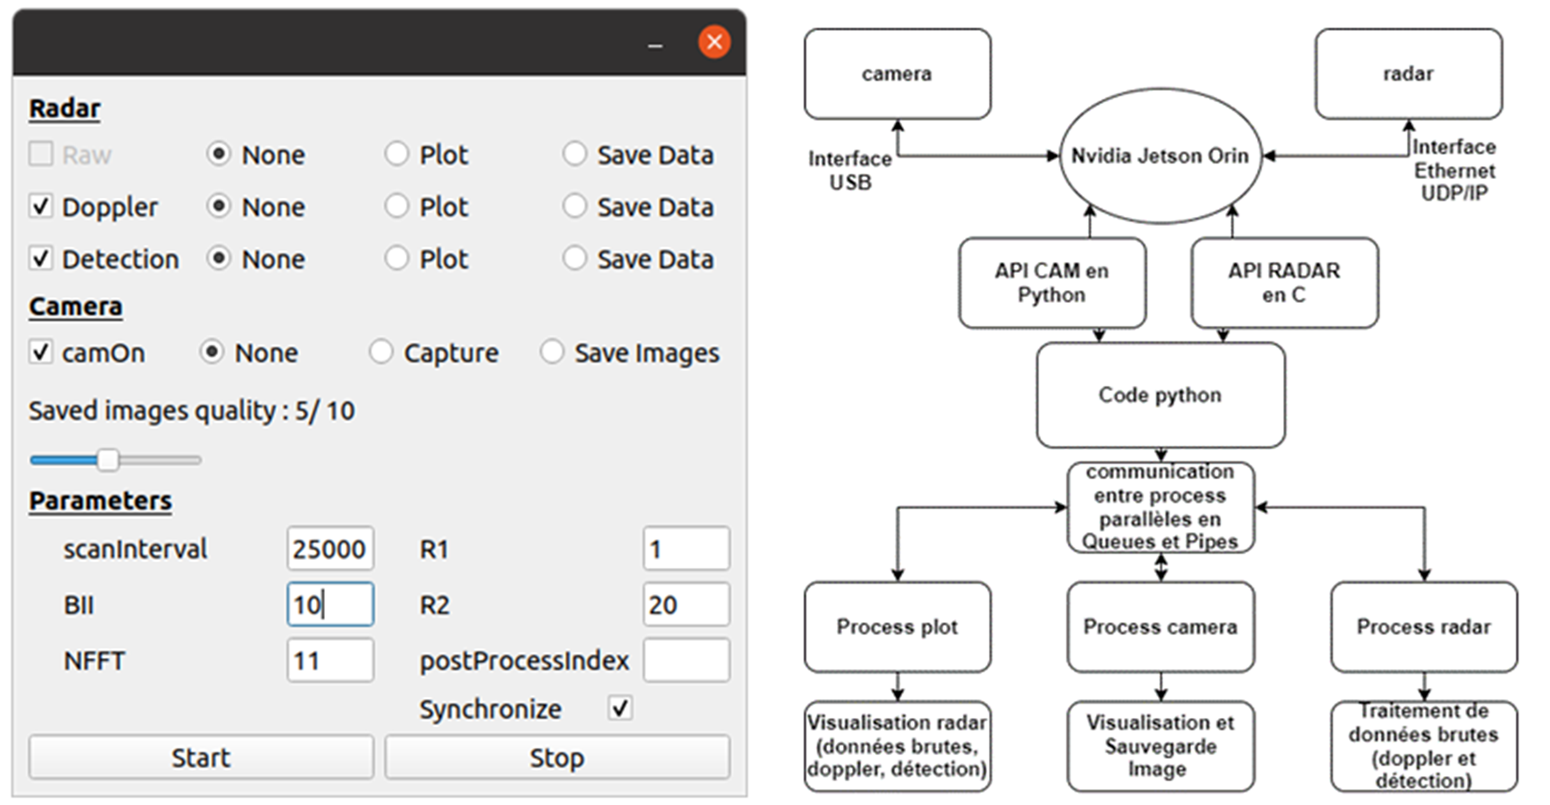 Radar
Raw None Plot Save Data
Doppler None Plot Save Data
Detection None Plot Save Data
Camera
camOn None Capture Save Images
Saved images quality : 5/ 10
Parameters
scanInterval 25000 R1 1
BII 10 R2 20
NFFT 11 postProcessIndex
Synchronize
Start Stop
camera
radar
Interface
USB
Nvidia Jetson Orin
Interface
Ethernet
UDP/IP
API CAM en
Python
API RADAR
en C
Code python
communication
entre process
parallèles en
Queues et Pipes
Process plot
Process camera
Process radar
Visualisation radar
(données brutes,
doppler, détection)
Visualisation et
Sauvegarde
Image
Traitement de
données brutes
(doppler et
détection)